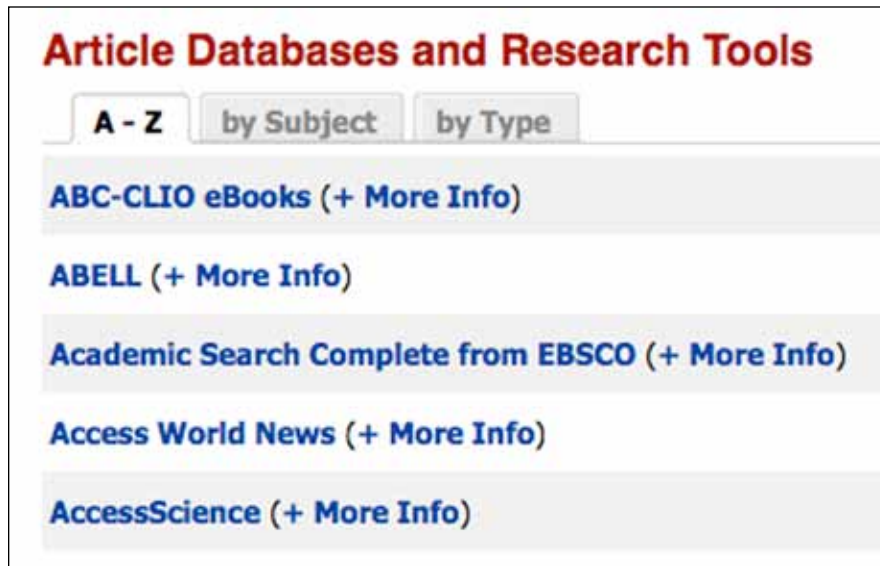 Article Databases and Research Tools
A - Z by Subject by Type
ABC-CLIO eBooks (+ More Info)
ABELL (+ More Info)
Academic Search Complete from EBSCO (+ More Info)
Access World News (+ More Info)
AccessScience (+ More Info)